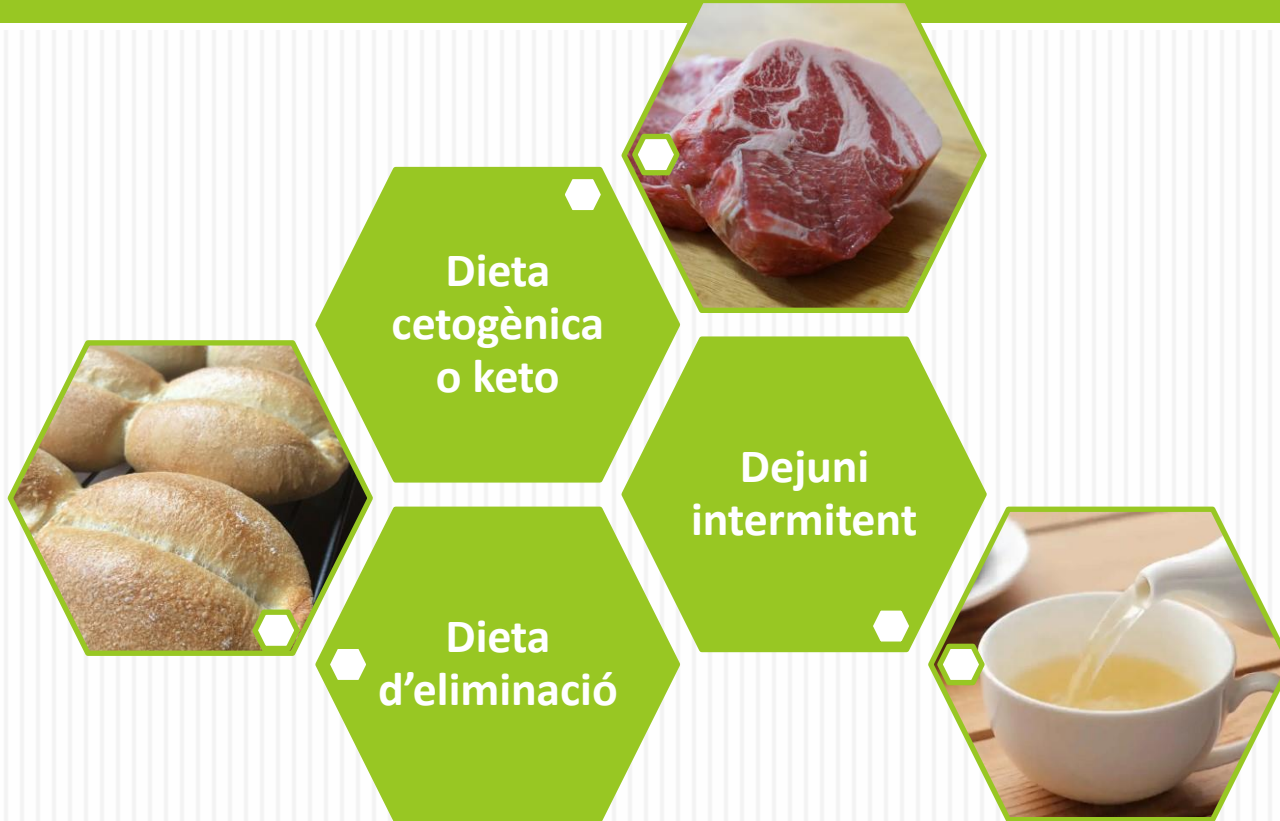 Dieta
cetogènica
o keto
Dejuni
intermitent
Dieta
d’eliminació